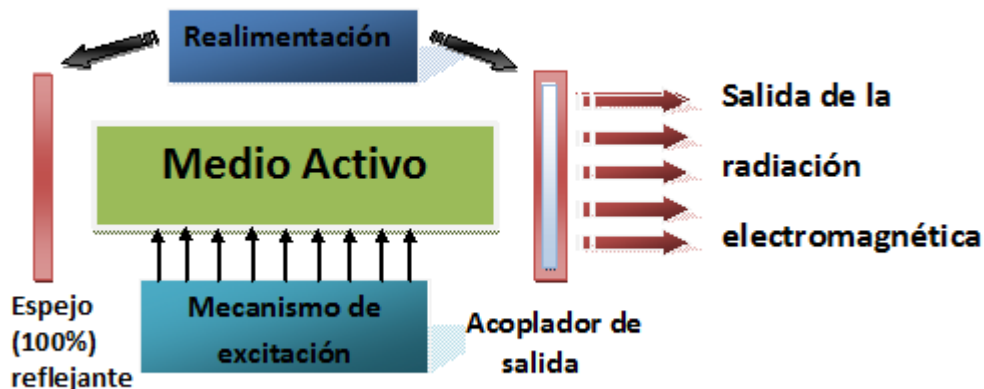 Realimentación
Salida de la
Medio Activo
radiación
electromagnética
Espejo
(100%)
reflejante
Mecanismo de
excitación
Acoplador de
salida